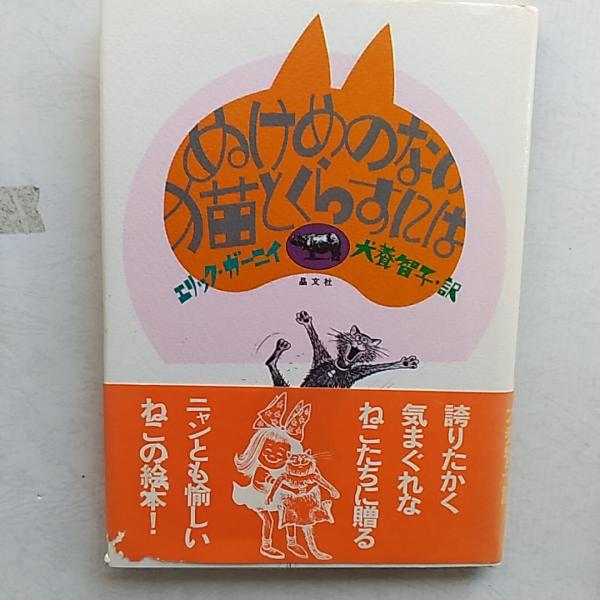 ぬけめのない
猫とくらすには
エリック・ガーニイ
犬養智子・訳
晶文社
誇りたかく
気まぐれな
ねこたちに贈る
ニャンとも愉しい
ねこの絵本!